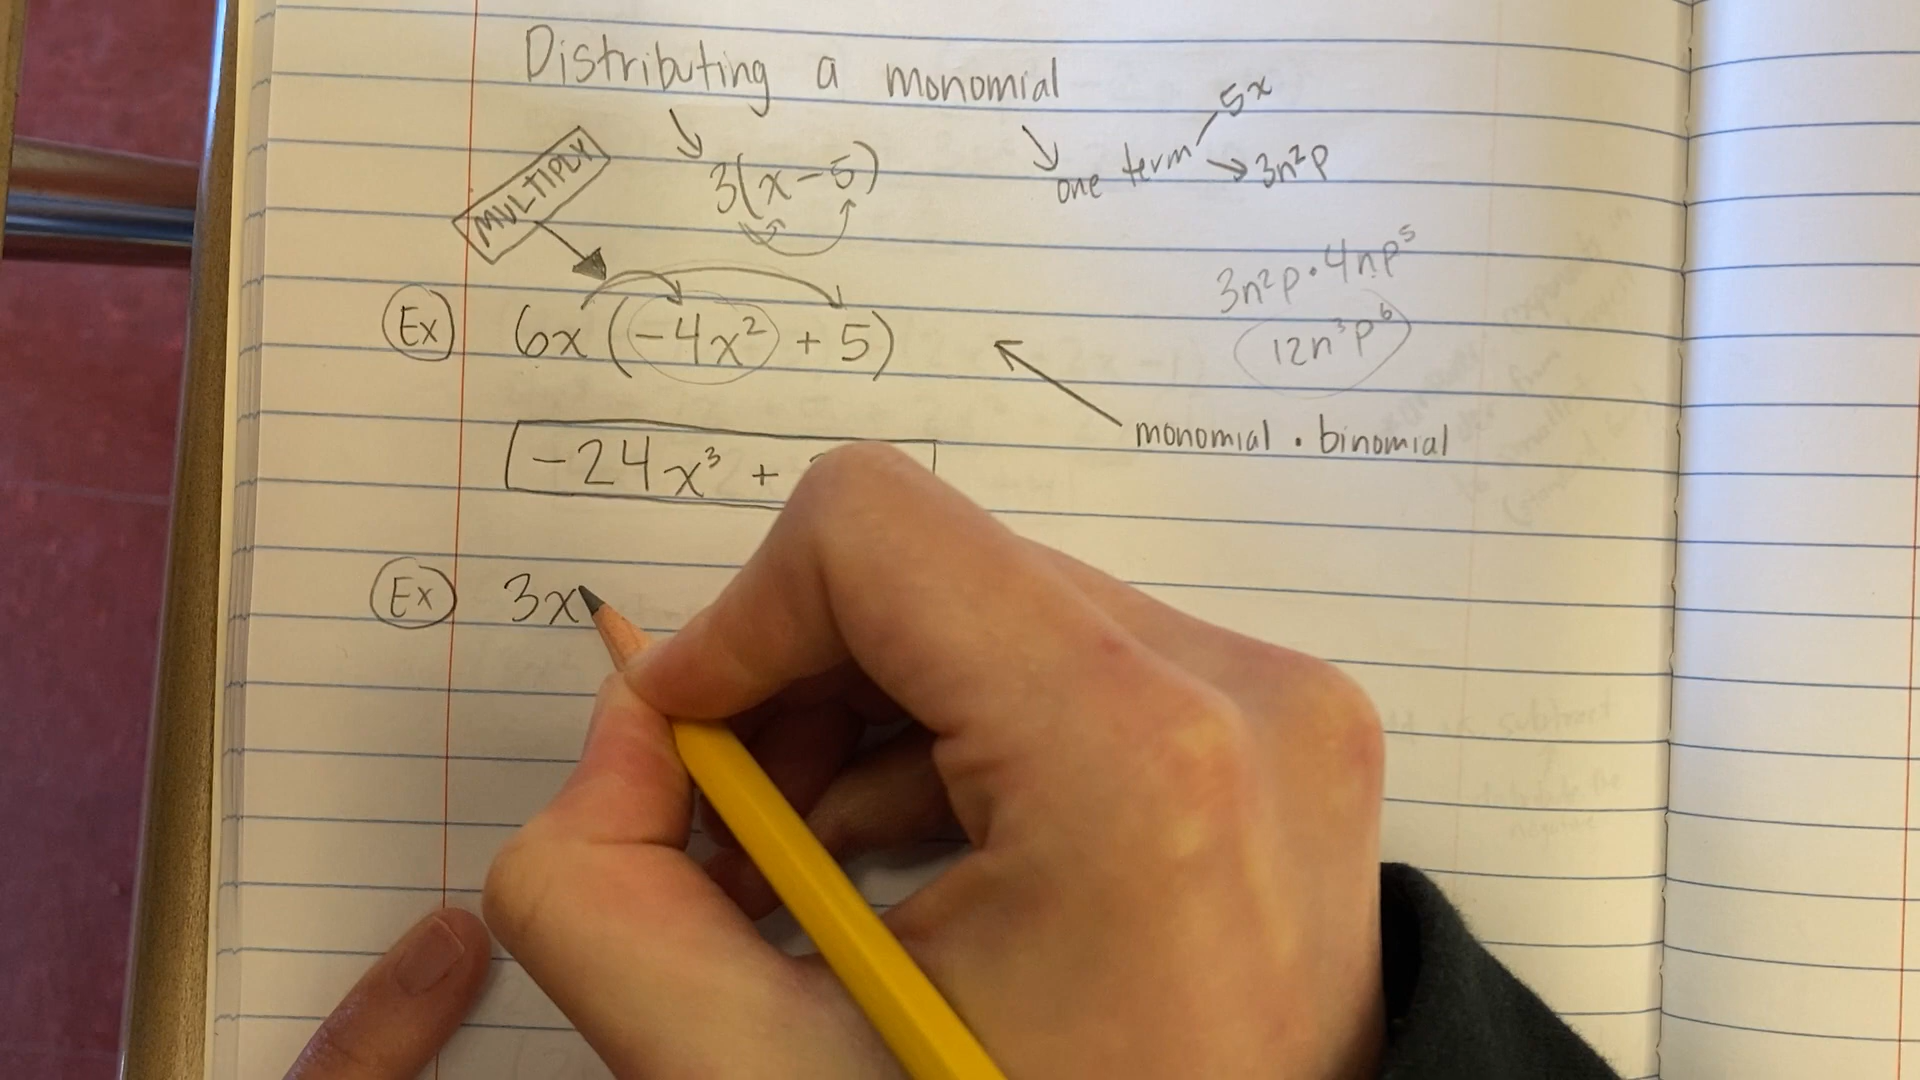 Distributing a monomial
5x
MULTIPLY
3(x-5)
one term → 3n²p
3n²p · 4np⁵
Ex 6x(-4x² + 5)
12n³p⁶
monomial · binomial
-24x³ +
Ex 3x